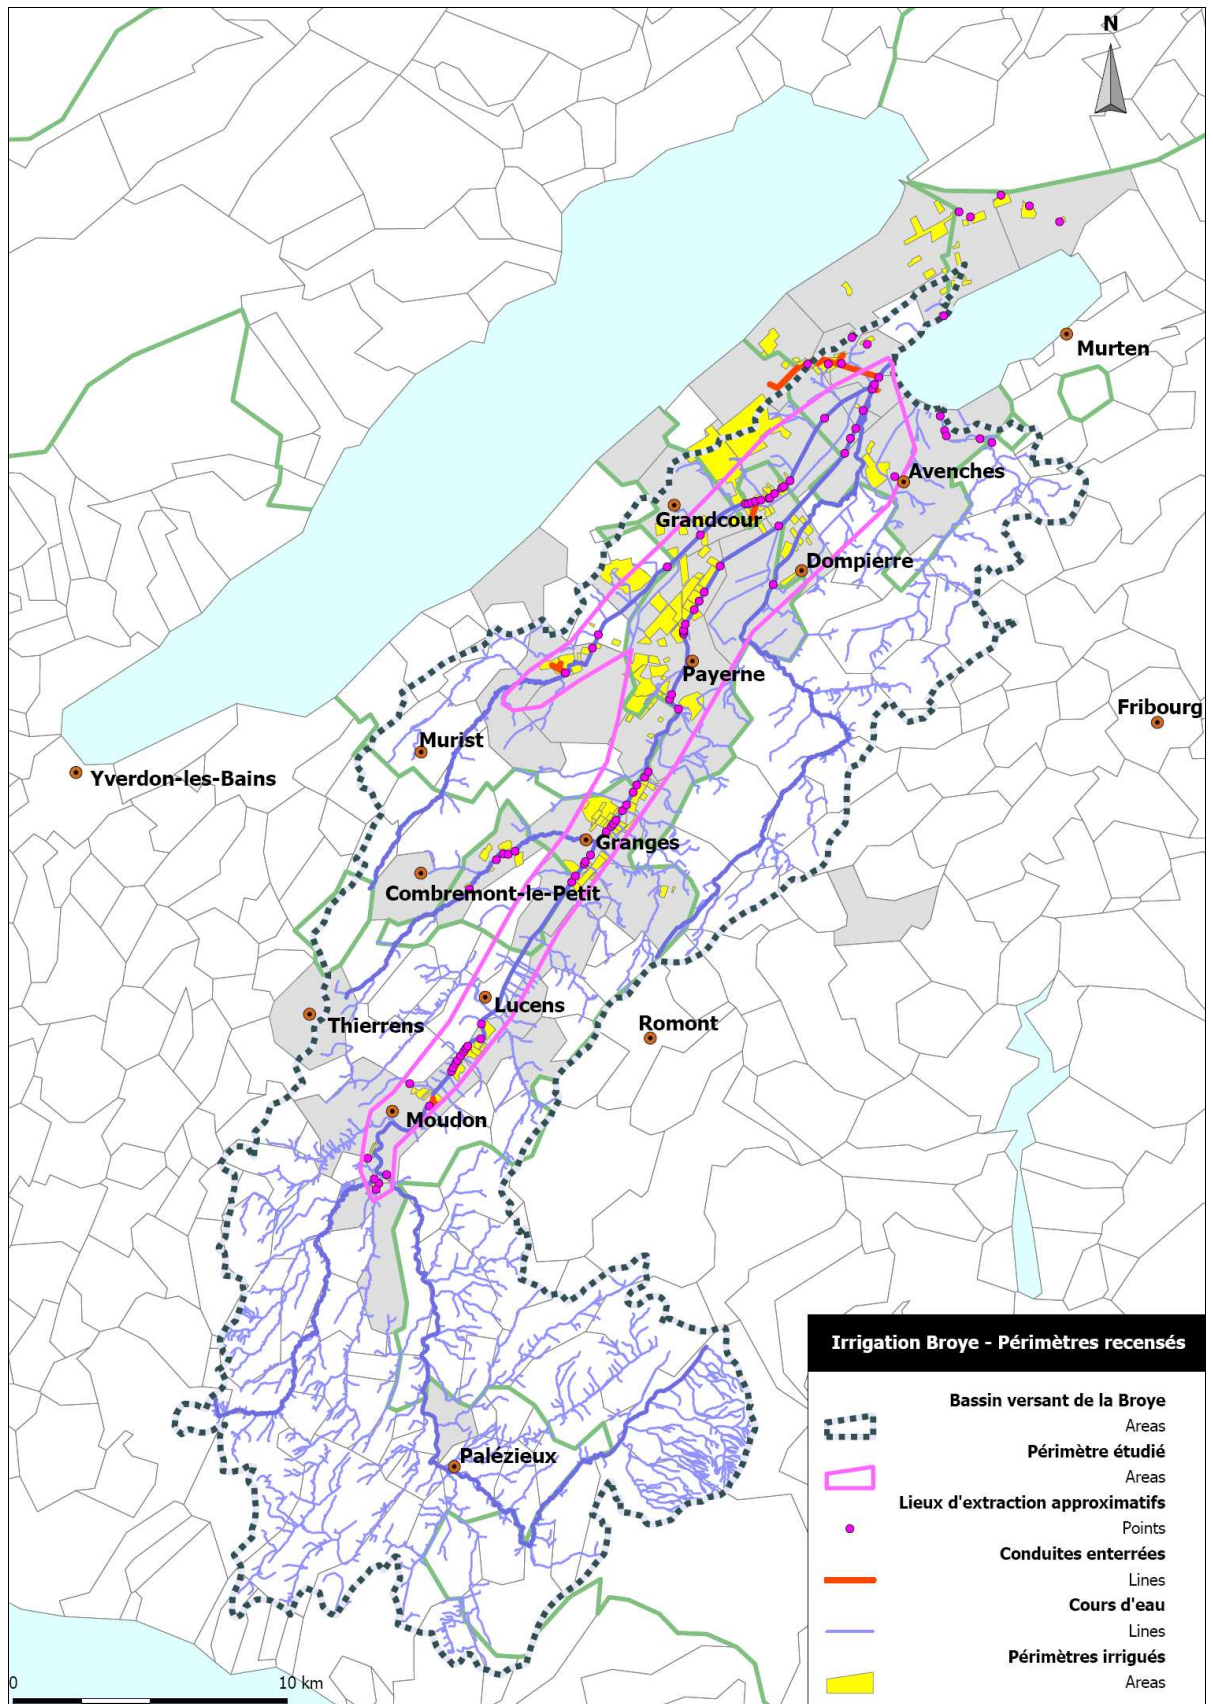 N
Murten
Avenches
Grandcour
Dompierre
Payerne
Fribourg
Murist
Yverdon-les-Bains
Granges
Combremont-le-Petit
Lucens
Thierrens
Romont
Moudon
Palézieux
Irrigation Broye - Périmètres recensés
Bassin versant de la Broye
Areas
Périmètre étudié
Areas
Lieux d'extraction approximatifs
Points
Conduites enterrées
Lines
Cours d'eau
Lines
Périmètres irrigués
Areas
0 10 km